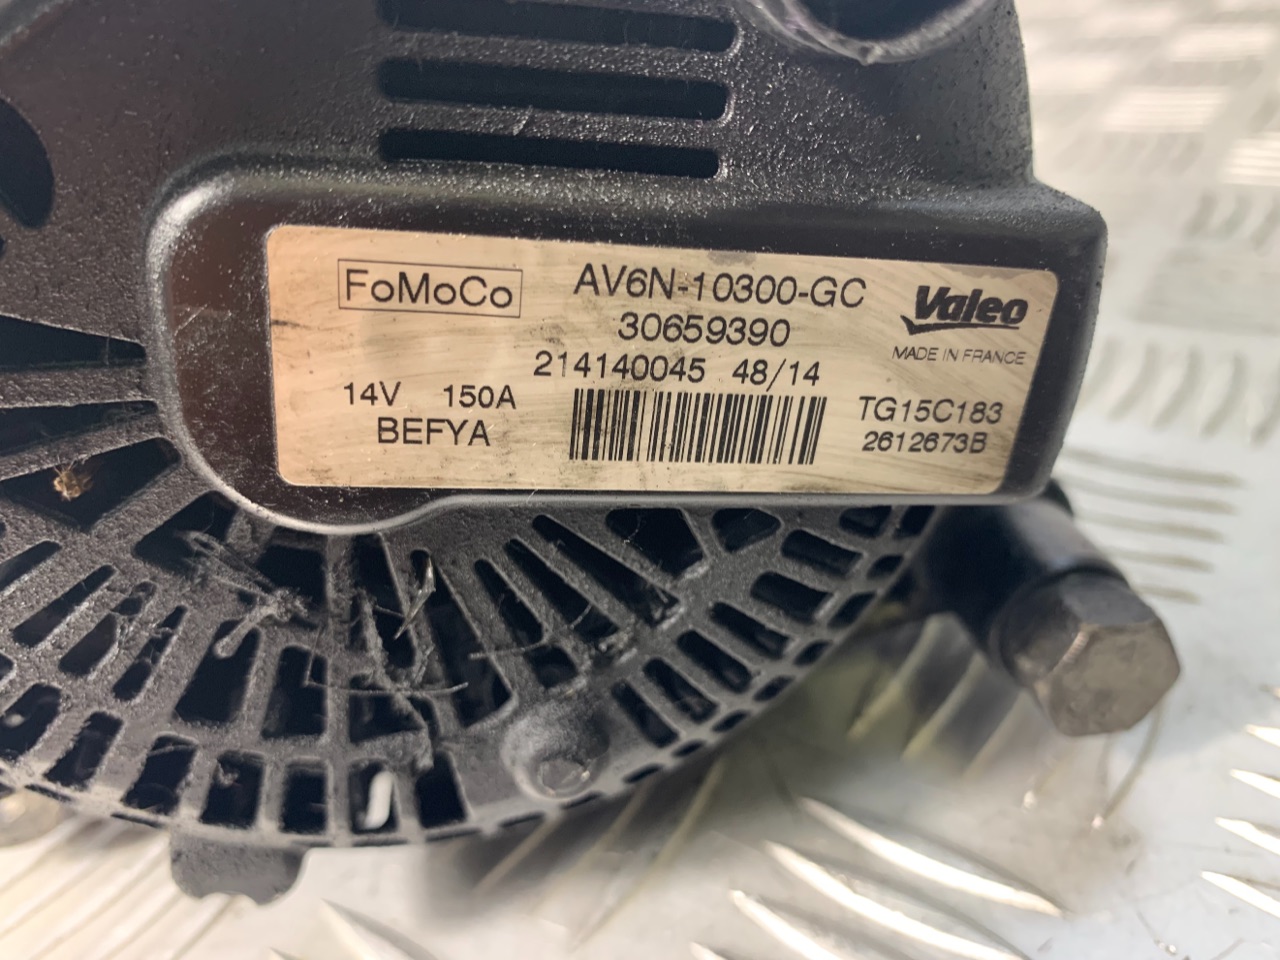 FoMoCo
AV6N-10300-GC
30659390
214140045 48/14
14V 150A
BEFYA
Valeo
MADE IN FRANCE
TG15C183
2612673B